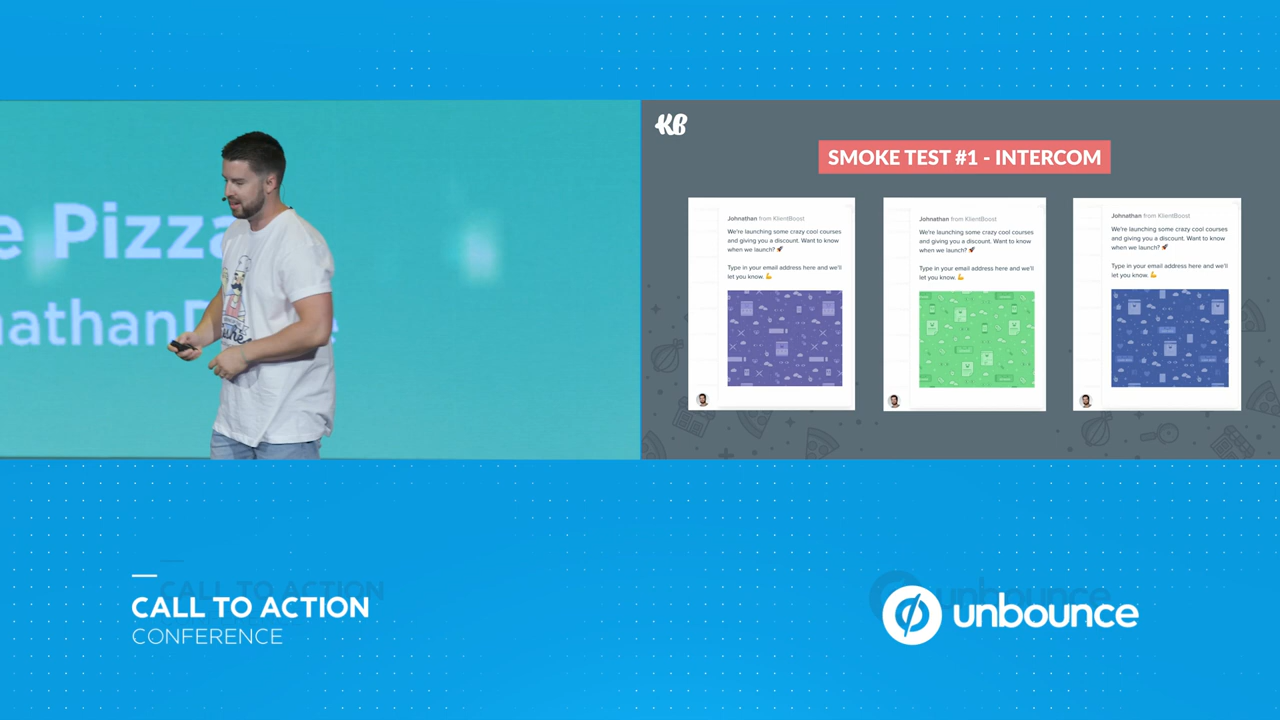 e Pizza
nathanD
e
KB
SMOKE TEST #1 - INTERCOM
Johnathan from KlientBoost
We're launching some crazy cool courses
and giving you a discount. Want to know
when we launch? 🚀
Type in your email address here and we'll
let you know. 💪
Johnathan from KlientBoost
We're launching some crazy cool courses
and giving you a discount. Want to know
when we launch? 🚀
Type in your email address here and we'll
let you know. 💪
Johnathan from KlientBoost
We're launching some crazy cool courses
and giving you a discount. Want to know
when we launch? 🚀
Type in your email address here and we'll
let you know. 💪
CALL TO ACTION
CONFERENCE
unbounce